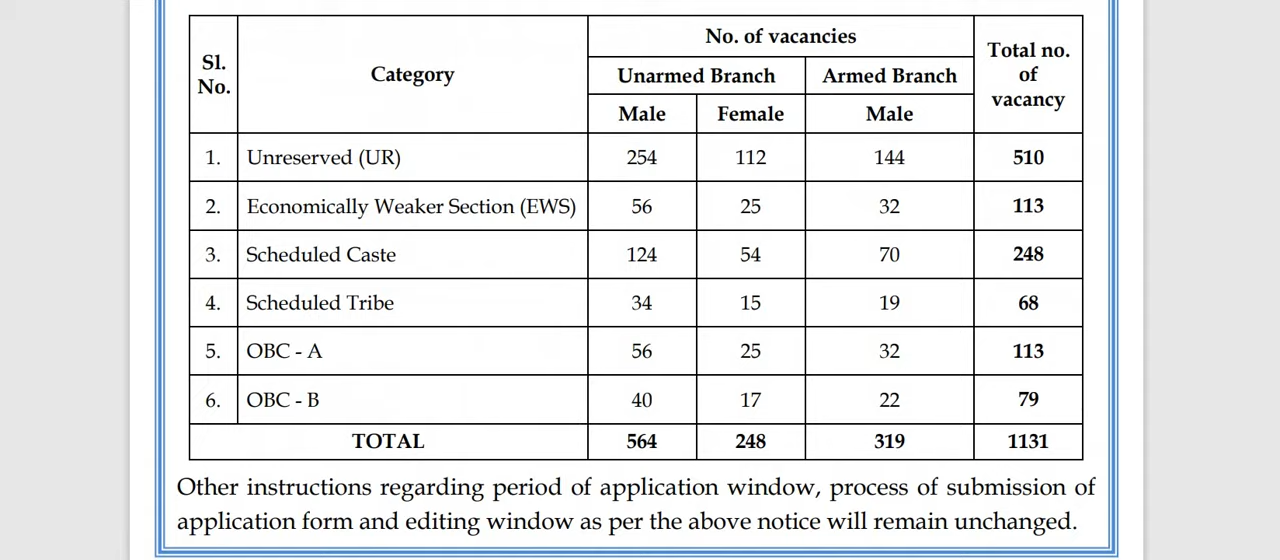 Sl. No. Category No. of vacancies Total no. of vacancy
Unarmed Branch Armed Branch
Male Female Male
1. Unreserved (UR) 254 112 144 510
2. Economically Weaker Section (EWS) 56 25 32 113
3. Scheduled Caste 124 54 70 248
4. Scheduled Tribe 34 15 19 68
5. OBC - A 56 25 32 113
6. OBC - B 40 17 22 79
TOTAL 564 248 319 1131
Other instructions regarding period of application window, process of submission of
application form and editing window as per the above notice will remain unchanged.